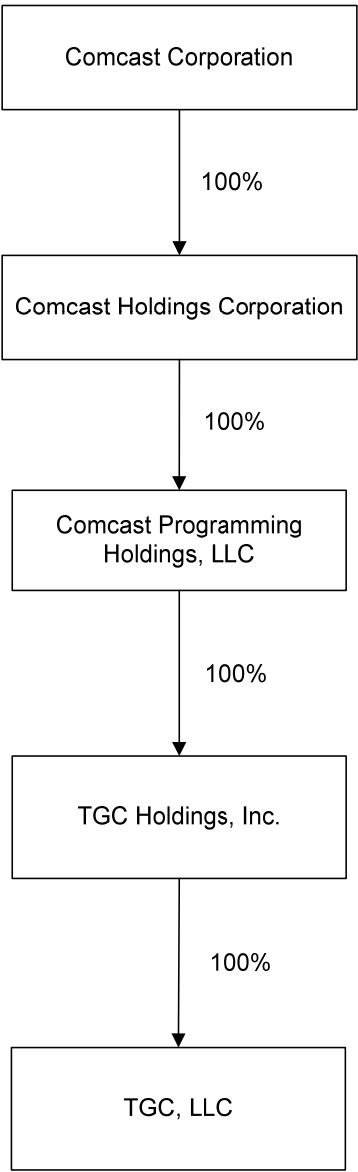 Comcast Corporation
100%
Comcast Holdings Corporation
100%
Comcast Programming
Holdings, LLC
100%
TGC Holdings, Inc.
100%
TGC, LLC